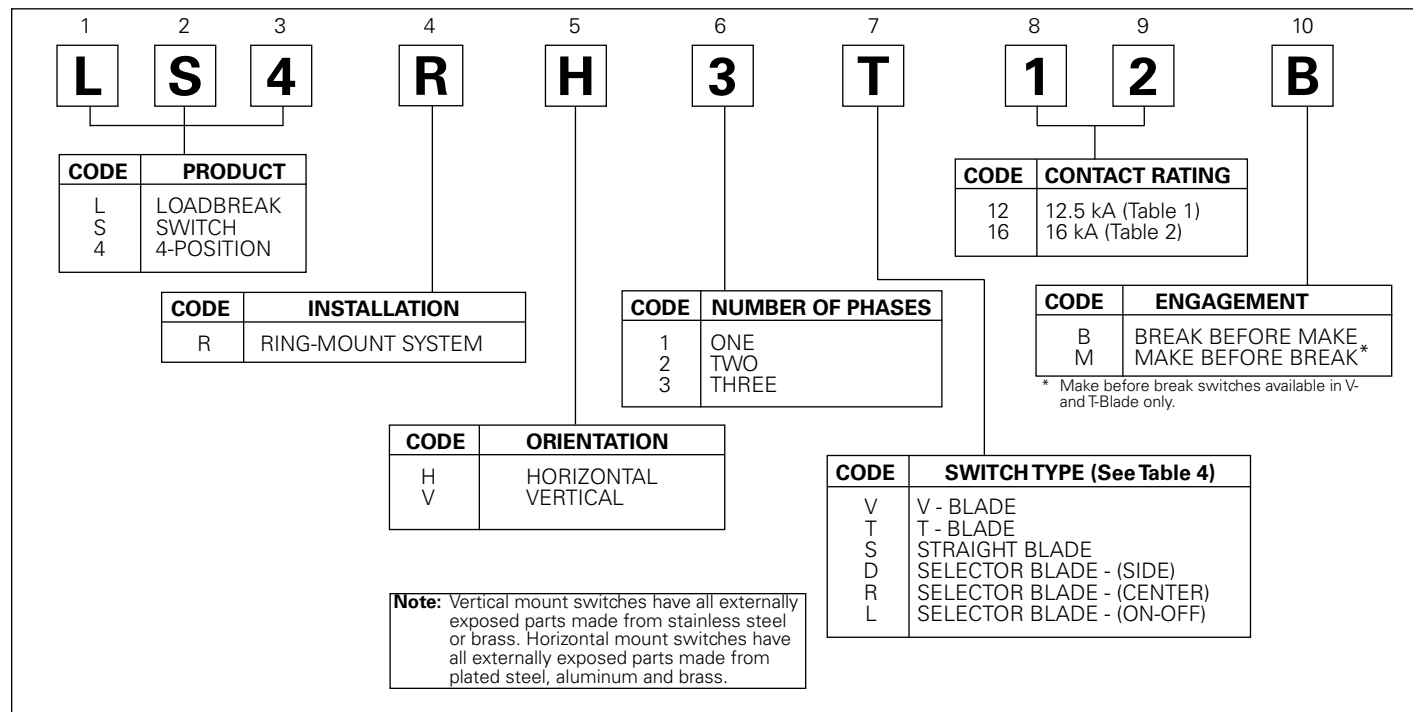 1 2 3 4 5 6 7 8 9 10
L S 4 R H 3 T 1 2 B
CODE PRODUCT
L LOADBREAK
S SWITCH
4 4-POSITION
CODE CONTACT RATING
12 12.5 kA (Table 1)
16 16 kA (Table 2)
CODE INSTALLATION
R RING-MOUNT SYSTEM
CODE NUMBER OF PHASES
1 ONE
2 TWO
3 THREE
CODE ENGAGEMENT
B BREAK BEFORE MAKE
M MAKE BEFORE BREAK*
* Make before break switches available in V-
and T-Blade only.
CODE ORIENTATION
H HORIZONTAL
V VERTICAL
CODE SWITCH TYPE (See Table 4)
V V - BLADE
T T - BLADE
S STRAIGHT BLADE
D SELECTOR BLADE - (SIDE)
R SELECTOR BLADE - (CENTER)
L SELECTOR BLADE - (ON-OFF)
Note: Vertical mount switches have all externally
exposed parts made from stainless steel
or brass. Horizontal mount switches have
all externally exposed parts made from
plated steel, aluminum and brass.